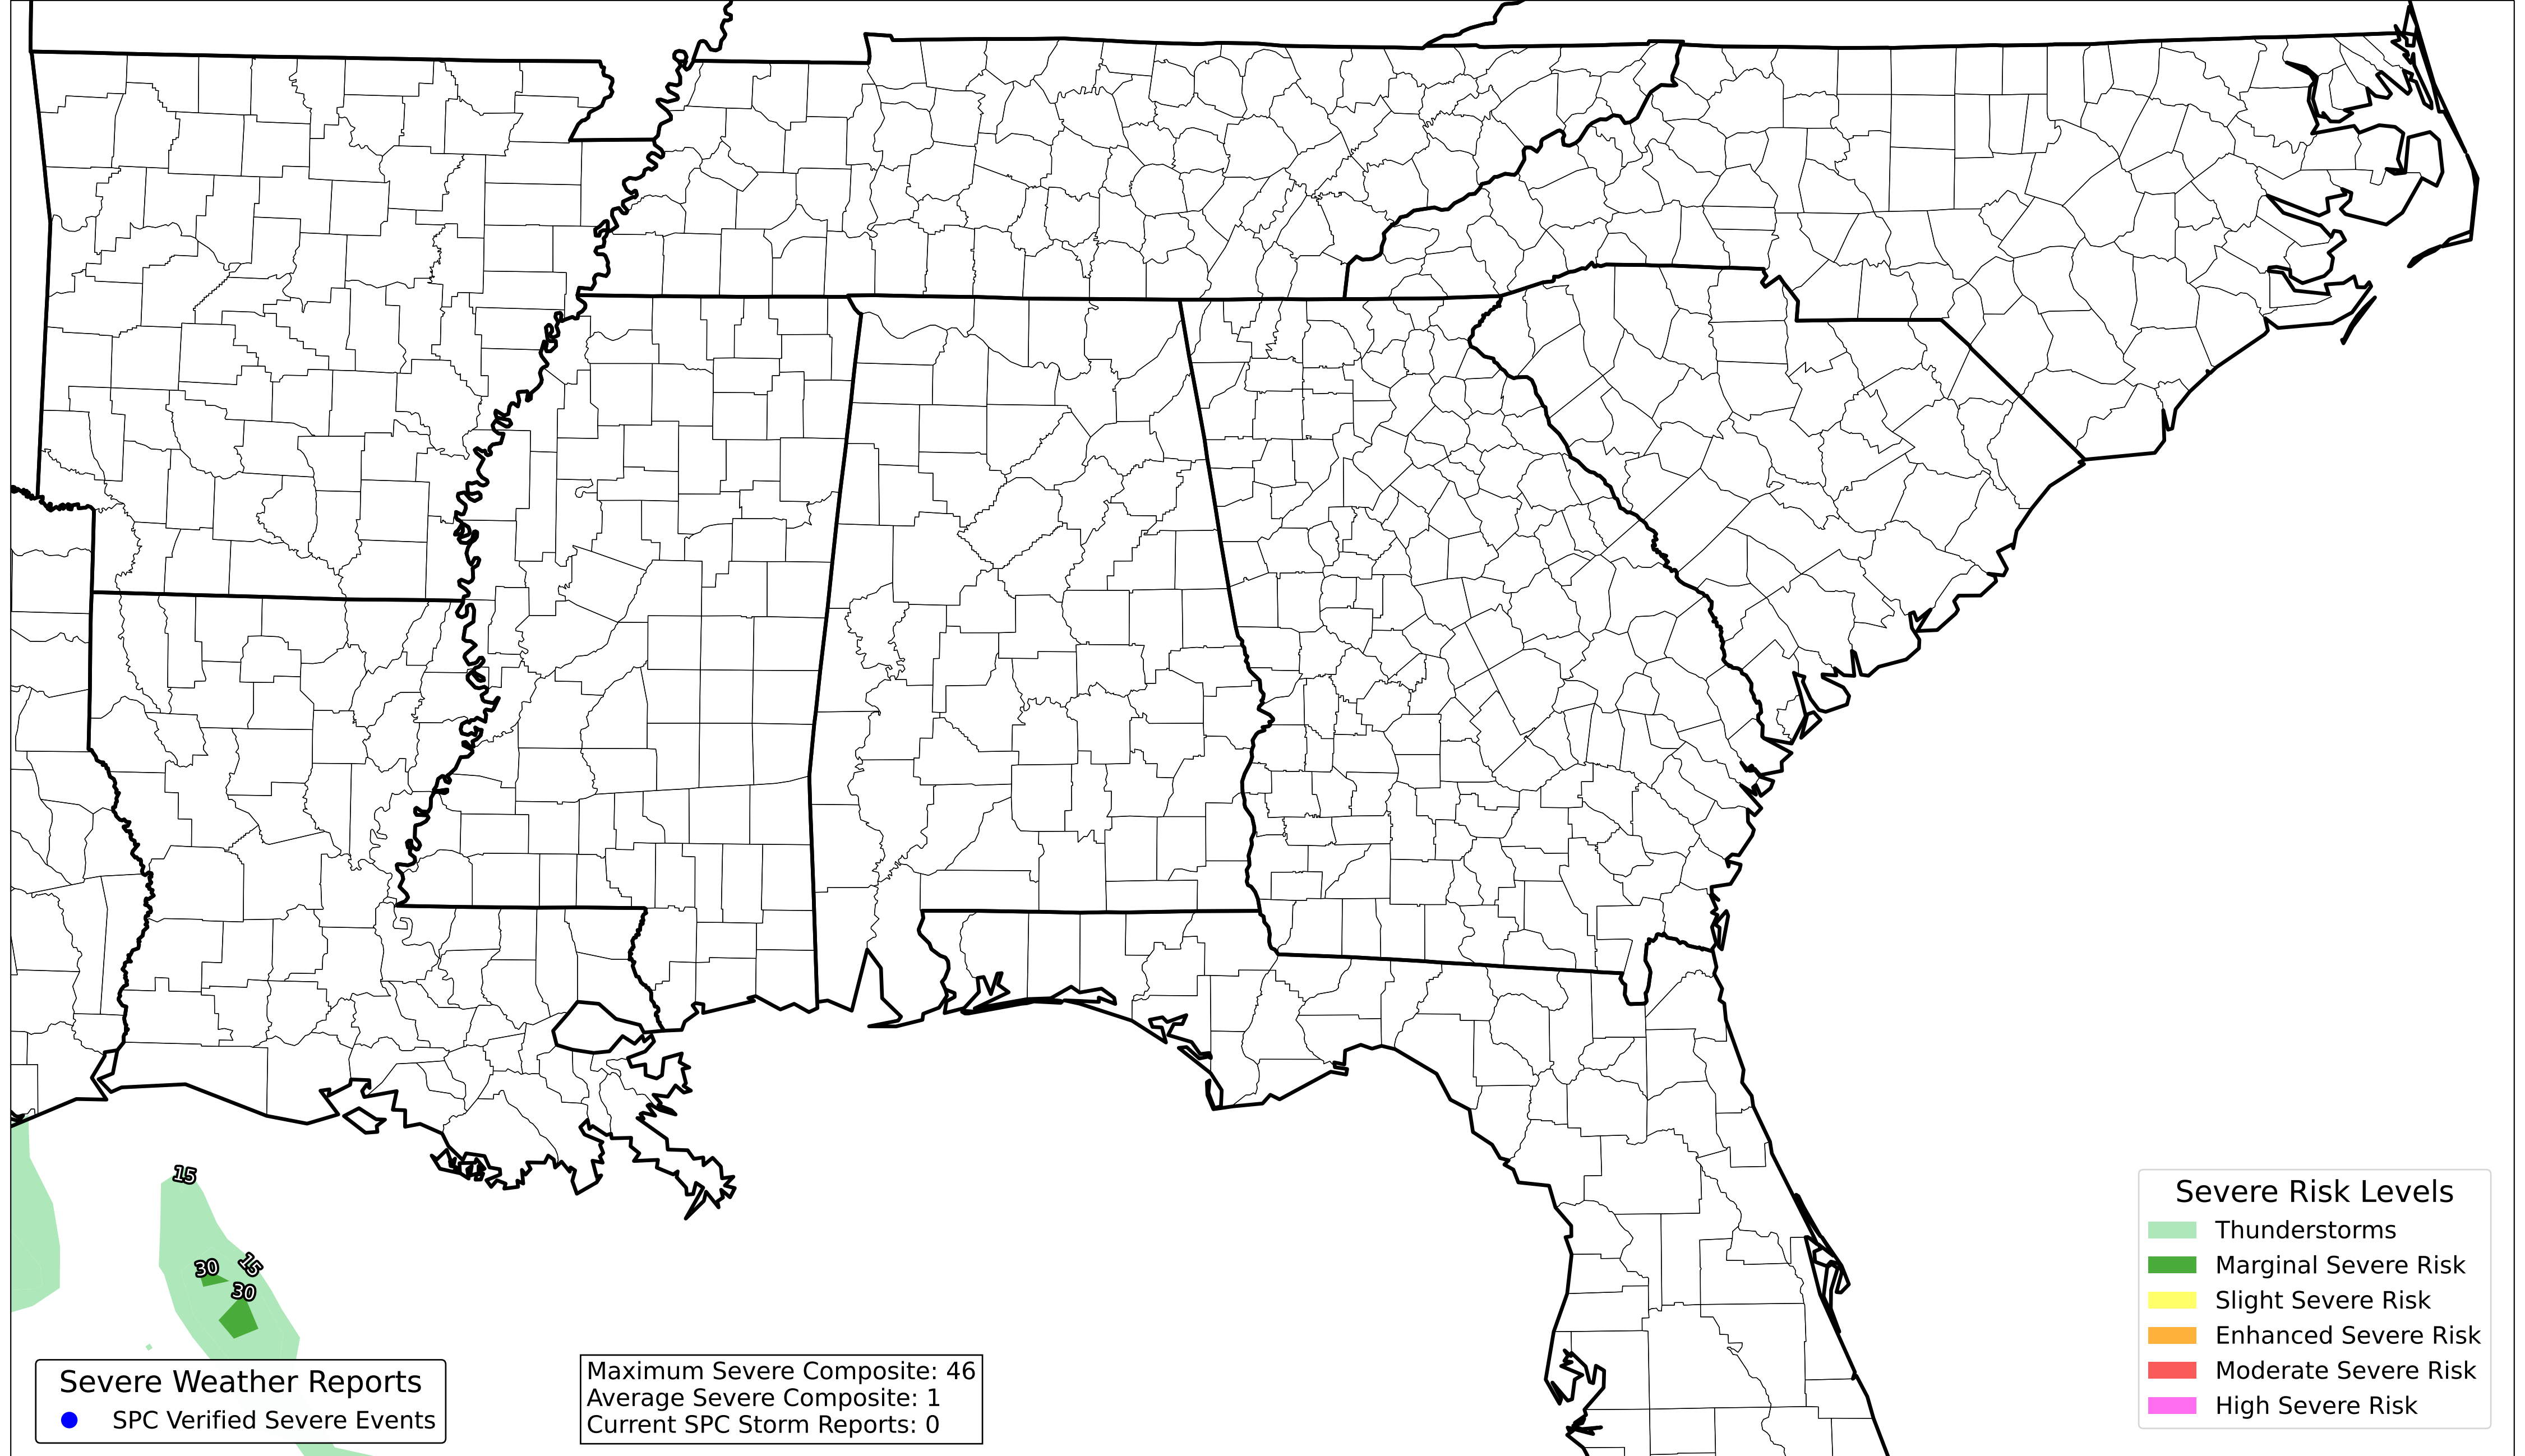 15
30
15
30
Severe Weather Reports
SPC Verified Severe Events
Maximum Severe Composite: 46
Average Severe Composite: 1
Current SPC Storm Reports: 0
Severe Risk Levels
Thunderstorms
Marginal Severe Risk
Slight Severe Risk
Enhanced Severe Risk
Moderate Severe Risk
High Severe Risk